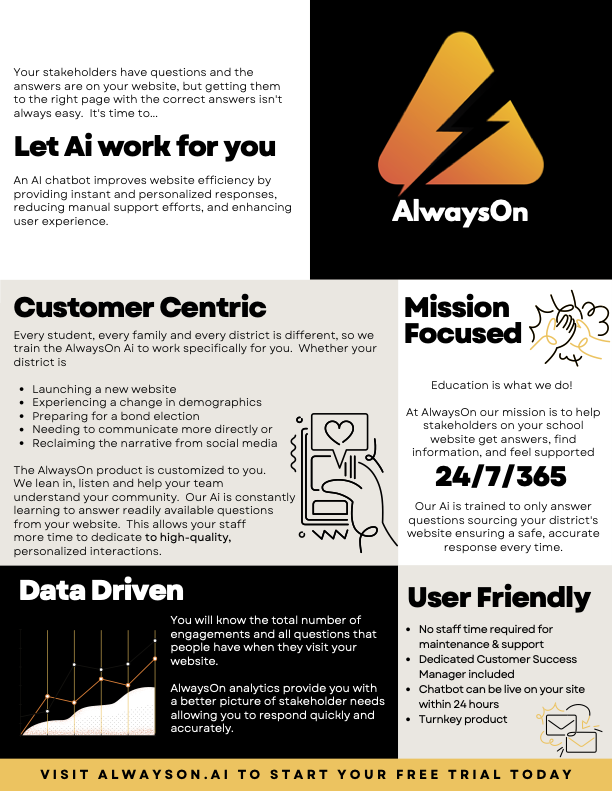 Your stakeholders have questions and the
answers are on your website, but getting them
to the right page with the correct answers isn't
always easy. It's time to...
Let Ai work for you
An AI chatbot improves website efficiency by
providing instant and personalized responses,
reducing manual support efforts, and enhancing
user experience.
AlwaysOn
Customer Centric
Every student, every family and every district is different, so we
train the AlwaysOn Ai to work specifically for you. Whether your
district is
• Launching a new website
• Experiencing a change in demographics
• Preparing for a bond election
• Needing to communicate more directly or
• Reclaiming the narrative from social media
The AlwaysOn product is customized to you.
We lean in, listen and help your team
understand your community. Our Ai is constantly
learning to answer readily available questions
from your website. This allows your staff
more time to dedicate to high-quality,
personalized interactions.
Mission
Focused
Education is what we do!
At AlwaysOn our mission is to help
stakeholders on your school
website get answers, find
information, and feel supported
24/7/365
Our Ai is trained to only answer
questions sourcing your district's
website ensuring a safe, accurate
response every time.
Data Driven
You will know the total number of
engagements and all questions that
people have when they visit your
website.
AlwaysOn analytics provide you with
a better picture of stakeholder needs
allowing you to respond quickly and
accurately.
User Friendly
• No staff time required for
maintenance & support
• Dedicated Customer Success
Manager included
• Chatbot can be live on your site
within 24 hours
• Turnkey product
VISIT ALWAYSON.AI TO START YOUR FREE TRIAL TODAY